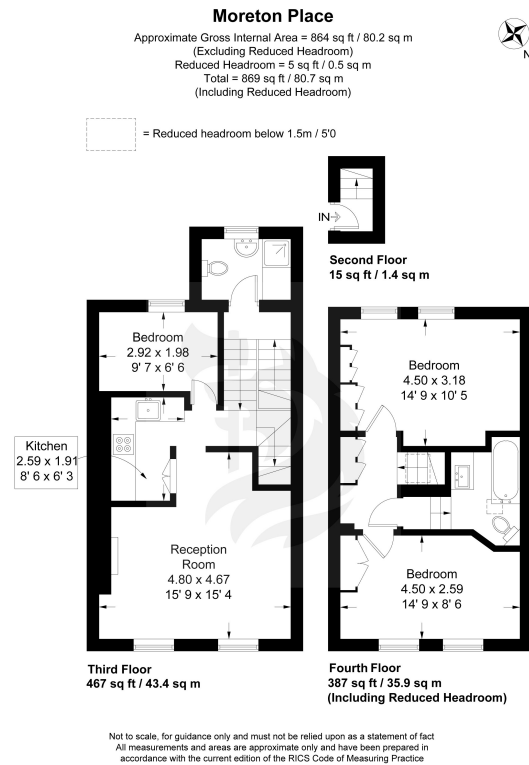 Moreton Place
Approximate Gross Internal Area = 864 sq ft / 80.2 sq m
(Excluding Reduced Headroom)
Reduced Headroom = 5 sq ft / 0.5 sq m
Total = 869 sq ft / 80.7 sq m
(Including Reduced Headroom)
N
= Reduced headroom below 1.5m / 5'0
IN
Second Floor
15 sq ft / 1.4 sq m
Bedroom
2.92 x 1.98
9' 7 x 6' 6
Kitchen
2.59 x 1.91
8' 6 x 6' 3
Reception
Room
4.80 x 4.67
15' 9 x 15' 4
Third Floor
467 sq ft / 43.4 sq m
Bedroom
4.50 x 3.18
14' 9 x 10' 5
Bedroom
4.50 x 2.59
14' 9 x 8' 6
Fourth Floor
387 sq ft / 35.9 sq m
(Including Reduced Headroom)
Not to scale, for guidance only and must not be relied upon as a statement of fact
All measurements and areas are approximate only and have been prepared in
accordance with the current edition of the RICS Code of Measuring Practice